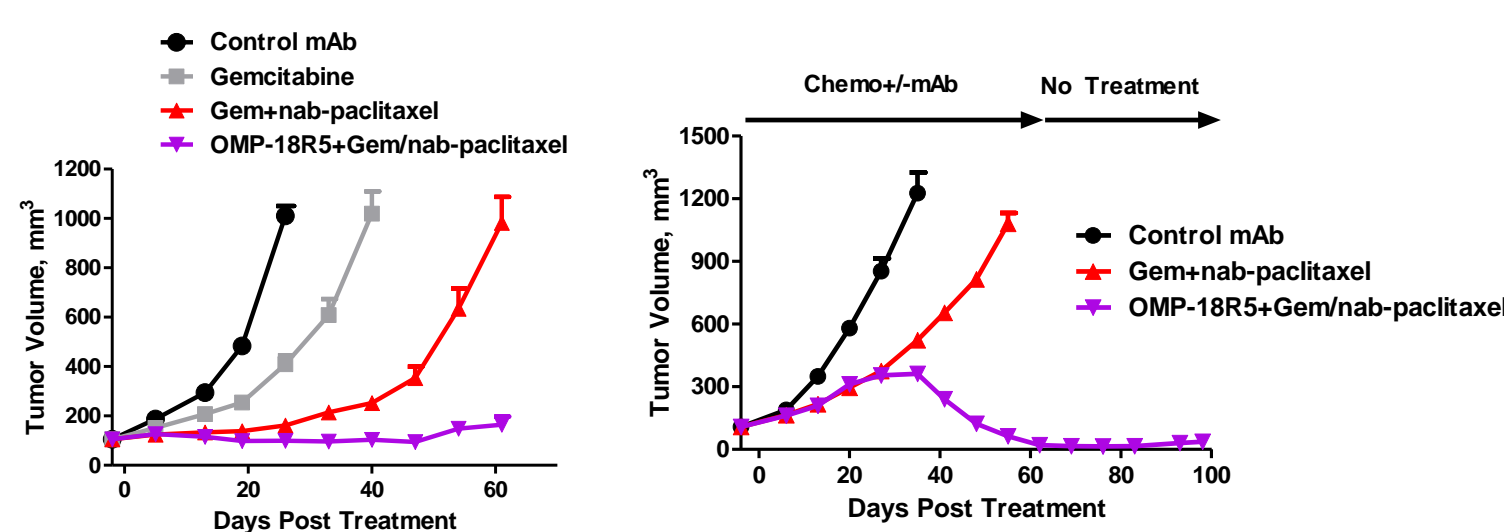 Control mAb
Gemcitabine
Gem+nab-paclitaxel
OMP-18R5+Gem/nab-paclitaxel
Tumor Volume, mm³
1200
1000
800
600
400
200
0
0 20 40 60
Days Post Treatment
Chemo+/-mAb No Treatment
Tumor Volume, mm³
1500
1200
900
600
300
0
0 20 40 60 80 100
Days Post Treatment
Control mAb
Gem+nab-paclitaxel
OMP-18R5+Gem/nab-paclitaxel